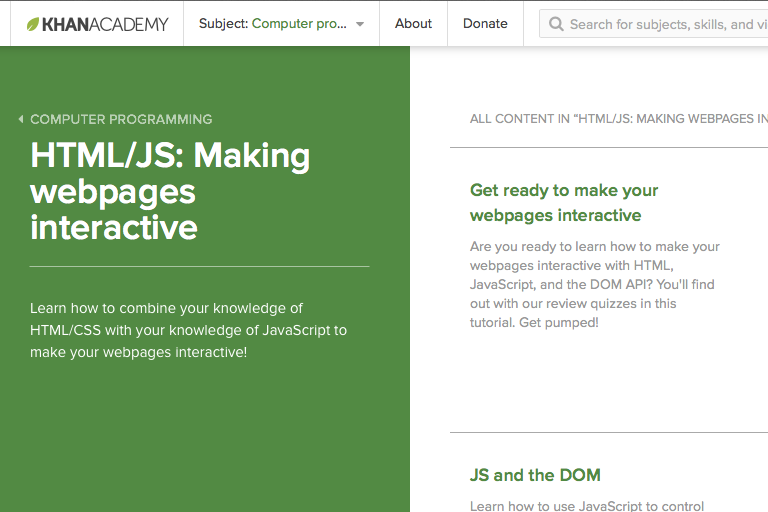 KHANACADEMY
Subject: Computer pro...
About
Donate
Search for subjects, skills, and vi
COMPUTER PROGRAMMING
HTML/JS: Making
webpages
interactive
Learn how to combine your knowledge of
HTML/CSS with your knowledge of JavaScript to
make your webpages interactive!
ALL CONTENT IN “HTML/JS: MAKING WEBPAGES IN
Get ready to make your
webpages interactive
Are you ready to learn how to make your
webpages interactive with HTML,
JavaScript, and the DOM API? You'll find
out with our review quizzes in this
tutorial. Get pumped!
JS and the DOM
Learn how to use JavaScript to control